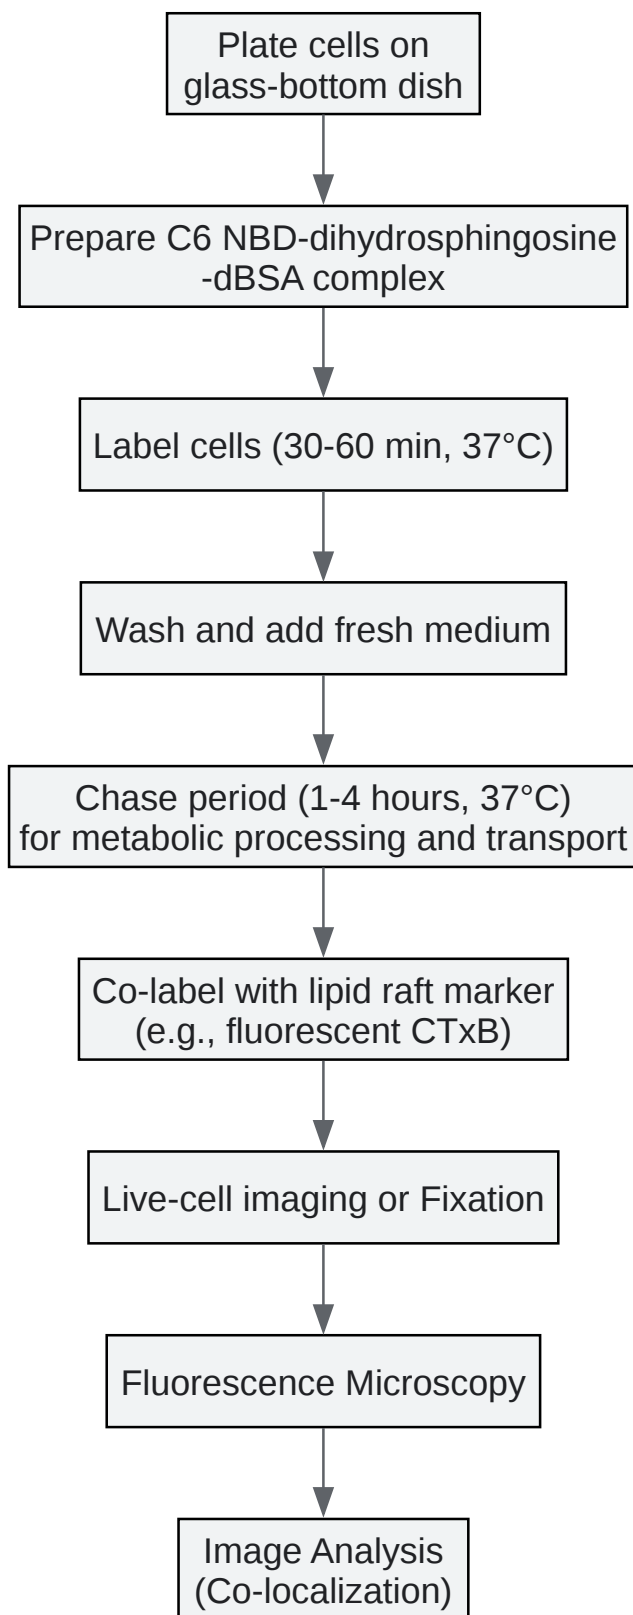 Plate cells on
glass-bottom dish
Prepare C6 NBD-dihydrosphingosine
-dBSA complex
Label cells (30-60 min, 37°C)
Wash and add fresh medium
Chase period (1-4 hours, 37°C)
for metabolic processing and transport
Co-label with lipid raft marker
(e.g., fluorescent CTxB)
Live-cell imaging or Fixation
Fluorescence Microscopy
Image Analysis
(Co-localization)